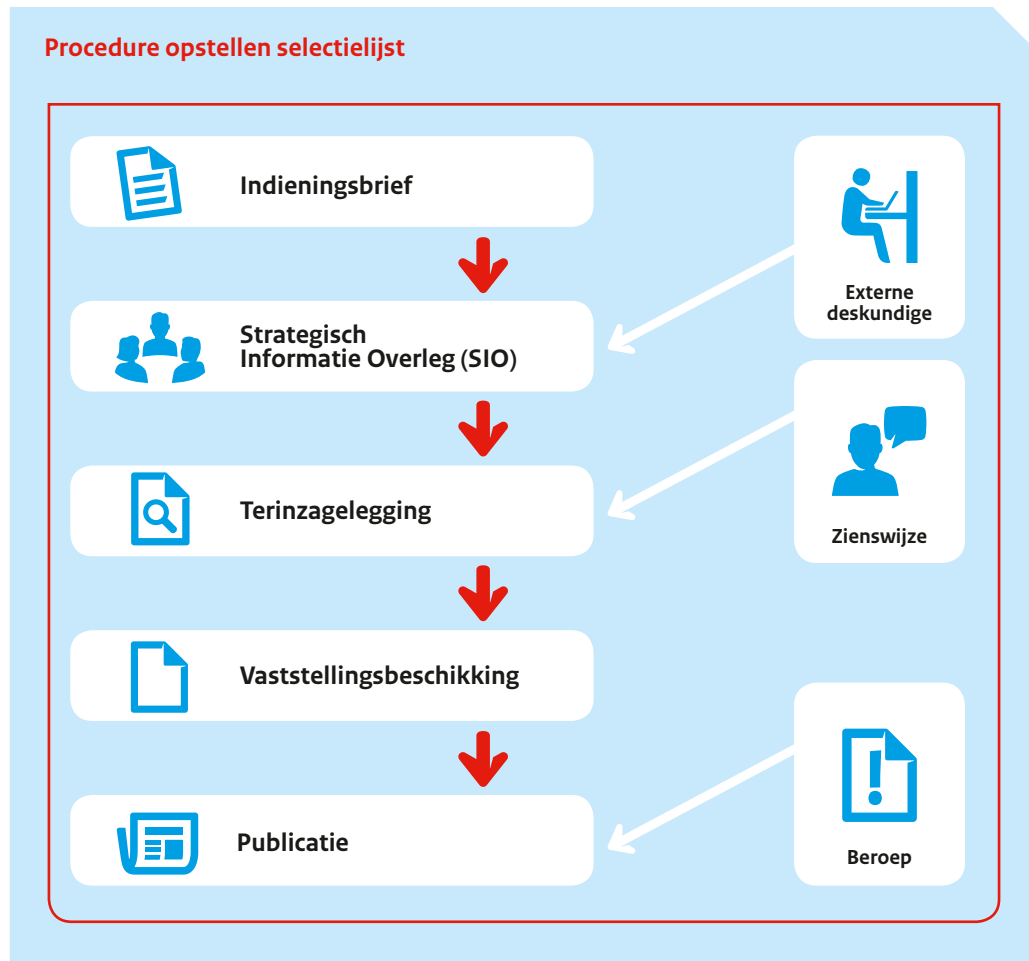 Procedure opstellen selectielijst
Indieningsbrief
Strategisch
Informatie Overleg (SIO)
Terinzagelegging
Vaststellingsbeschikking
Publicatie
Externe
deskundige
Zienswijze
Beroep